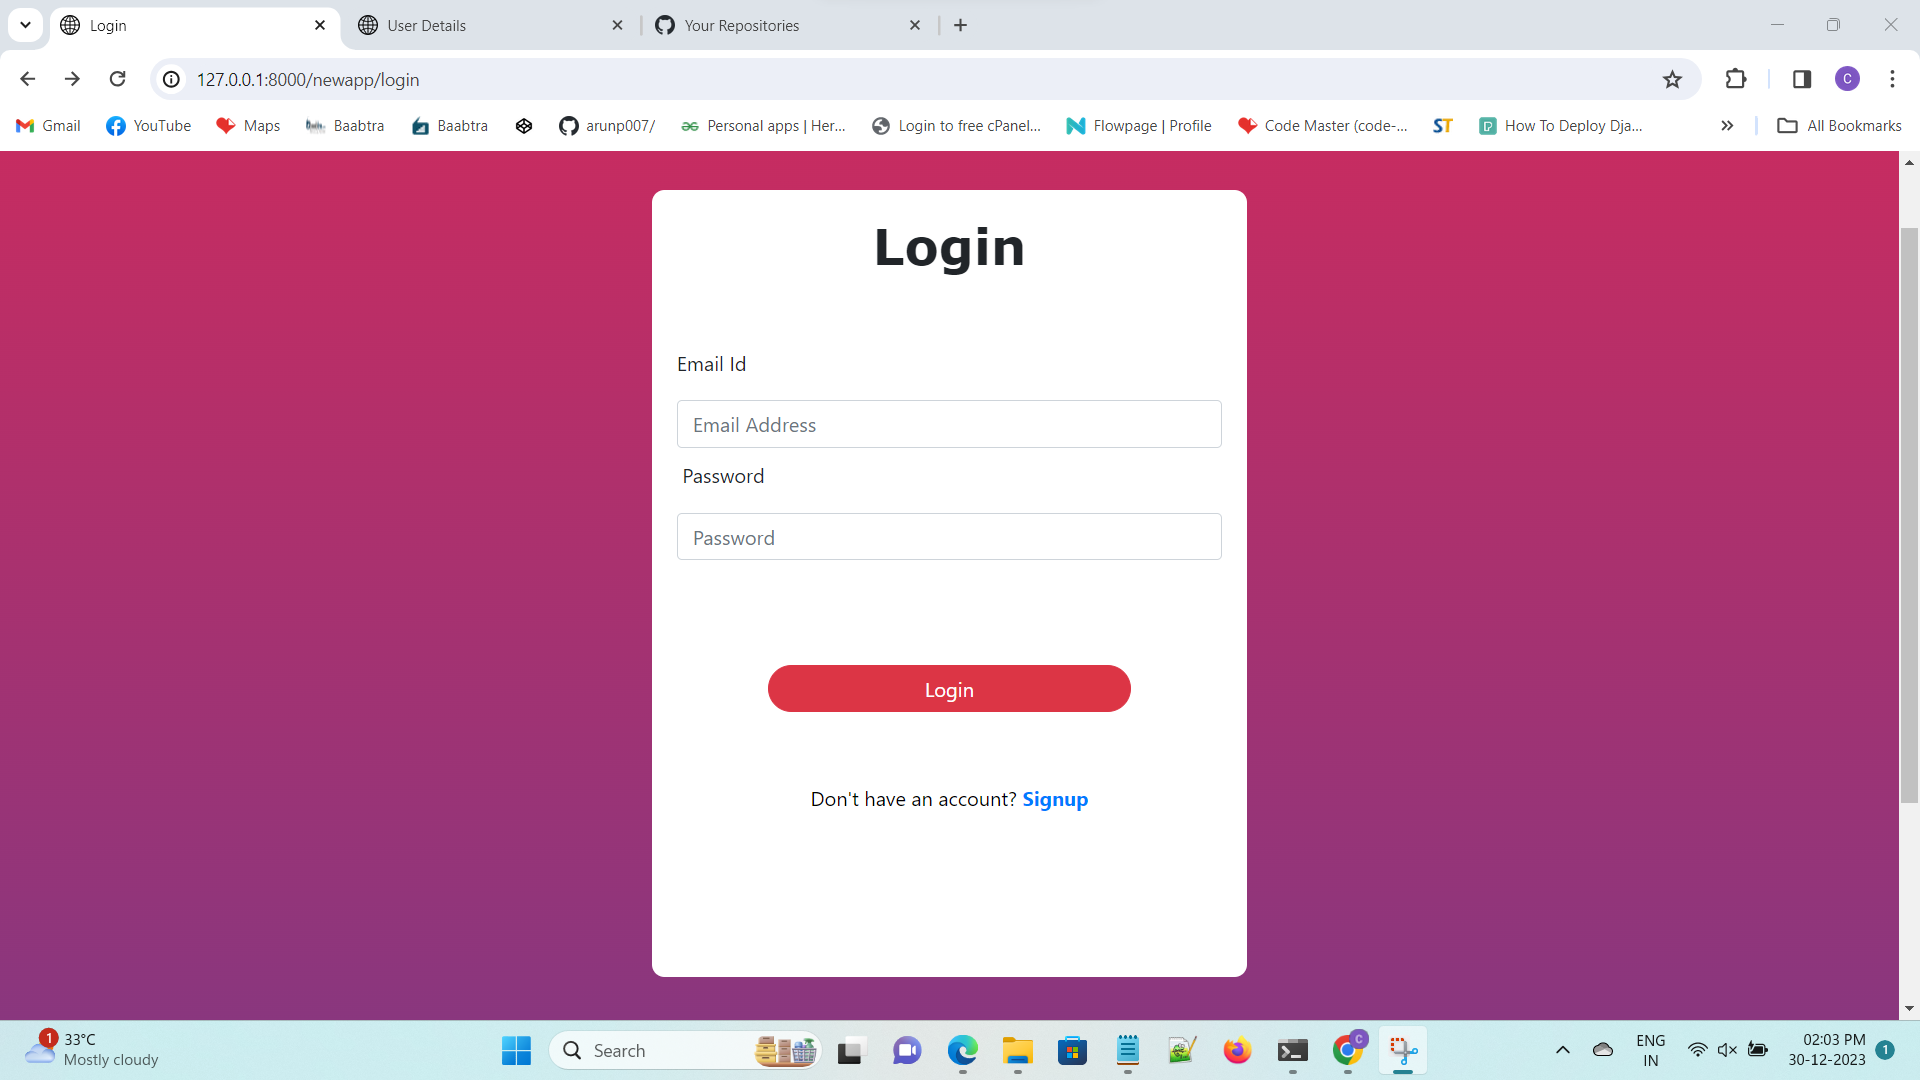 Login
User Details
Your Repositories
127.0.0.1:8000/newapp/login
C
Gmail
YouTube
Maps
Baabtra
Baabtra
arunp007/
Personal apps | Her...
Login to free cPanel...
Flowpage | Profile
Code Master (code-...
ST
How To Deploy Dja...
All Bookmarks
Login
Email Id
Email Address
Password
Password
Login
Don't have an account? Signup
1
33°C
Mostly cloudy
Search
C
ENG
IN
02:03 PM
30-12-2023
1